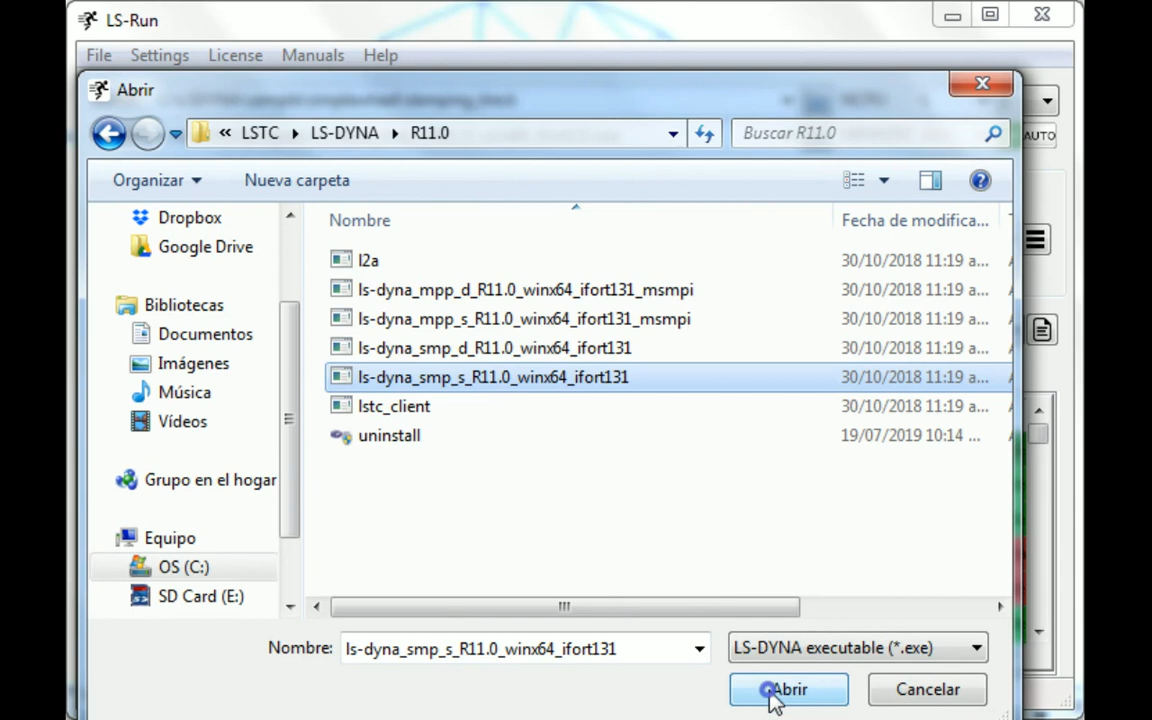 LS-Run
File Settings License Manuals Help
Abrir
« LSTC LS-DYNA R11.0
Buscar R11.0
AUTO
Organizar Nueva carpeta
Nombre Fecha de modifica...
Dropbox
Google Drive
Bibliotecas
Documentos
Imágenes
Música
Vídeos
Grupo en el hogar
Equipo
OS (C:)
SD Card (E:)
l2a 30/10/2018 11:19 a...
ls-dyna_mpp_d_R11.0_winx64_ifort131_msmpi 30/10/2018 11:19 a...
ls-dyna_mpp_s_R11.0_winx64_ifort131_msmpi 30/10/2018 11:19 a...
ls-dyna_smp_d_R11.0_winx64_ifort131 30/10/2018 11:19 a...
ls-dyna_smp_s_R11.0_winx64_ifort131 30/10/2018 11:19 a...
lstc_client 30/10/2018 11:19 a...
uninstall 19/07/2019 10:14 ...
Nombre: ls-dyna_smp_s_R11.0_winx64_ifort131 LS-DYNA executable (*.exe)
Abrir Cancelar